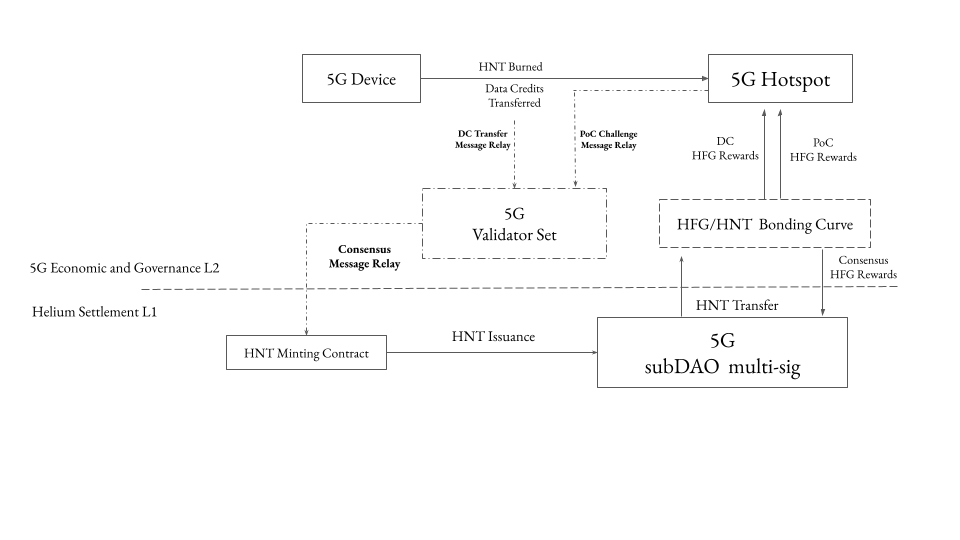 5G Device
HNT Burned
5G Hotspot
Data Credits
Transferred
DC Transfer
Message Relay
PoC Challenge
Message Relay
DC
HFG Rewards
PoC
HFG Rewards
5G
Validator Set
HFG/HNT Bonding Curve
Consensus
Message Relay
Consensus
HFG Rewards
5G Economic and Governance L2
Helium Settlement L1
HNT Transfer
HNT Minting Contract
HNT Issuance
5G
subDAO multi-sig